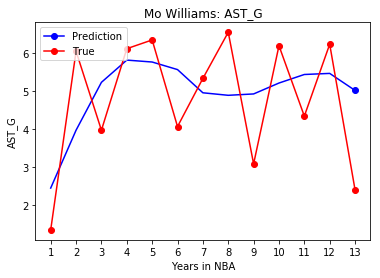 Mo Williams: AST_G
Prediction
True
6
5
4
3
2
AST_G
1 2 3 4 5 6 7 8 9 10 11 12 13
Years in NBA